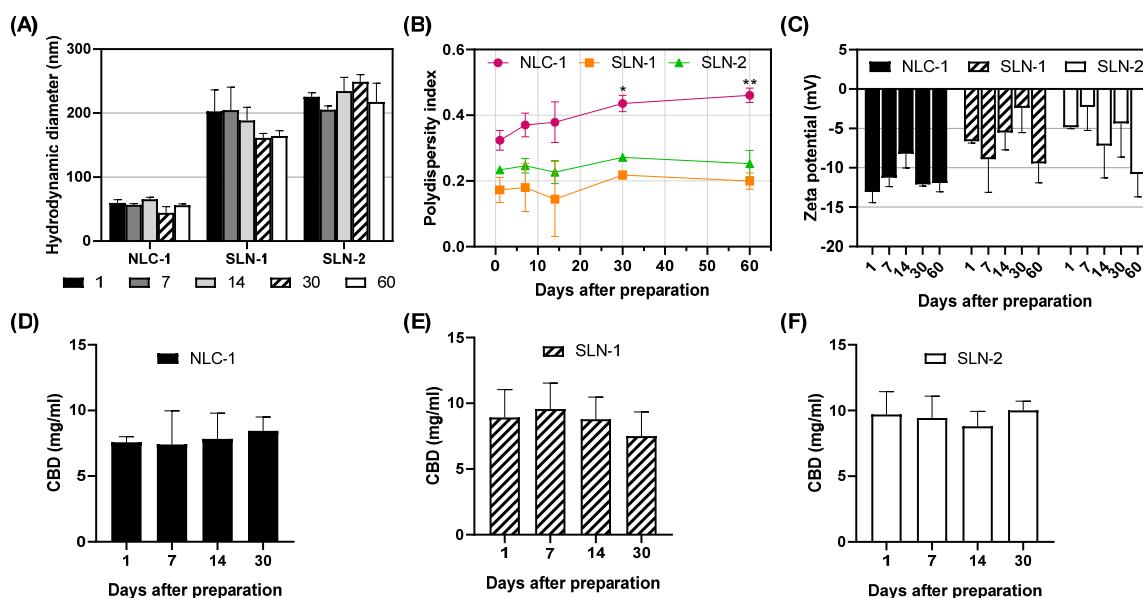 (A)
Hydrodynamic diameter (nm)
300
200
100
0
NLC-1 SLN-1 SLN-2
1 7 14 30 60
(B)
Polydispersity index
0.6
0.4
0.2
0.0
NLC-1 SLN-1 SLN-2
* **
0 10 20 30 40 50 60
Days after preparation
(C)
Zeta potential (mV)
5
0
-5
-10
-15
-20
NLC-1 SLN-1 SLN-2
1 7 14 30 60 1 7 14 30 60 1 7 14 30 60
Days after preparation
(D)
CBD (mg/ml)
15
10
5
0
NLC-1
1 7 14 30
Days after preparation
(E)
CBD (mg/ml)
15
10
5
0
SLN-1
1 7 14 30
Days after preparation
(F)
CBD (mg/ml)
15
10
5
0
SLN-2
1 7 14 30
Days after preparation